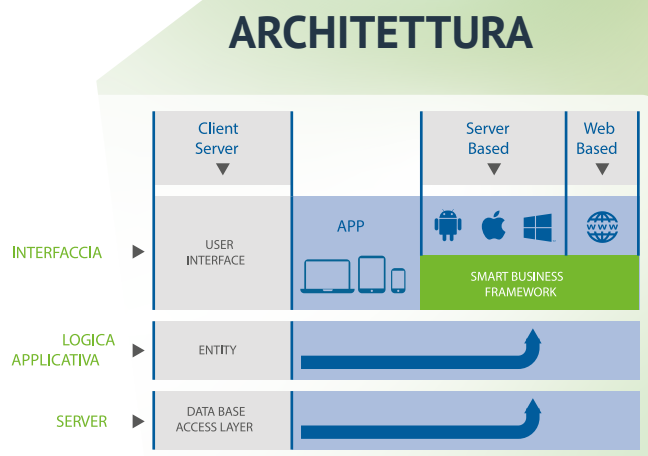 ARCHITETTURA
Client
Server
Server
Based
Web
Based
INTERFACCIA
USER
INTERFACE
APP
WWW
SMART BUSINESS
FRAMEWORK
LOGICA
APPLICATIVA
ENTITY
SERVER
DATA BASE
ACCESS LAYER